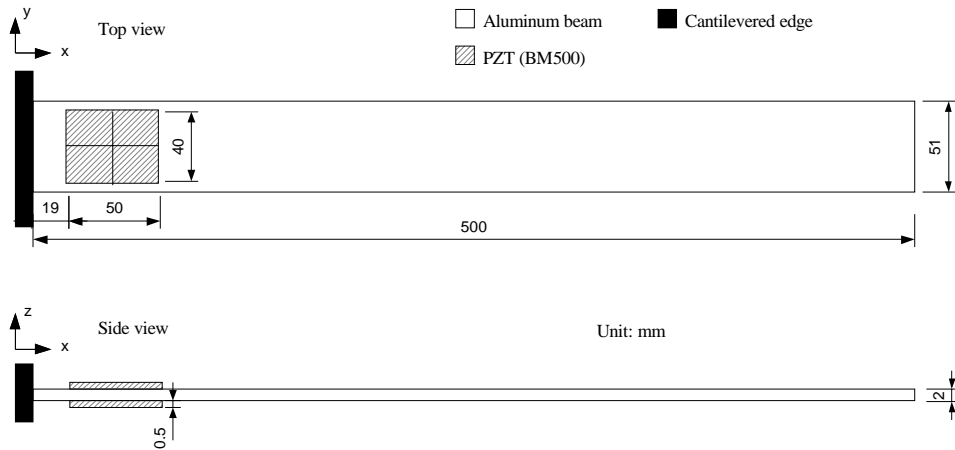 y
Top view
x
Aluminum beam
Cantilevered edge
PZT (BM500)
40
51
19
50
500
z
Side view
x
Unit: mm
2
0.5